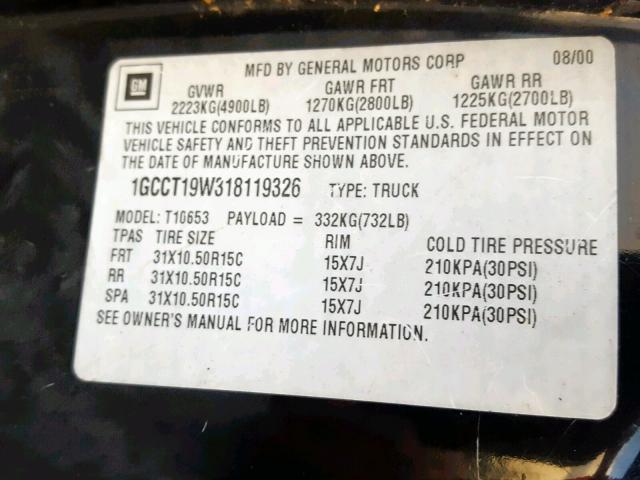 MFD BY GENERAL MOTORS CORP 08/00
GM
GVWR GAWR FRT GAWR RR
2223KG(4900LB) 1270KG(2800LB) 1225KG(2700LB)
THIS VEHICLE CONFORMS TO ALL APPLICABLE U.S. FEDERAL MOTOR
VEHICLE SAFETY AND THEFT PREVENTION STANDARDS IN EFFECT ON
THE DATE OF MANUFACTURE SHOWN ABOVE.
1GCCT19W318119326 TYPE: TRUCK
MODEL: T10653 PAYLOAD = 332KG(732LB)
TPAS TIRE SIZE RIM COLD TIRE PRESSURE
FRT 31X10.50R15C 15X7J 210KPA(30PSI)
RR 31X10.50R15C 15X7J 210KPA(30PSI)
SPA 31X10.50R15C 15X7J 210KPA(30PSI)
SEE OWNER'S MANUAL FOR MORE INFORMATION.